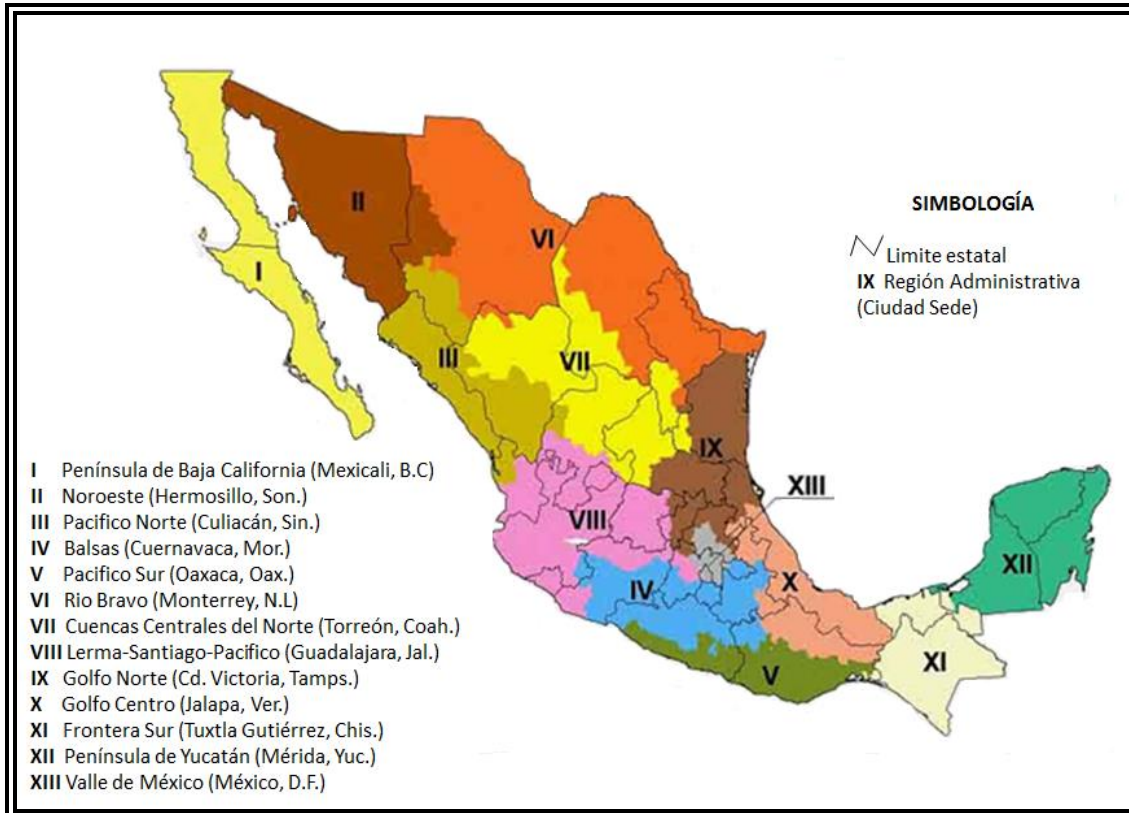 II
VI
I
III
VII
IX
XIII
VIII
IV
X
XII
V
XI
SIMBOLOGÍA
Limite estatal
IX Región Administrativa
(Ciudad Sede)
I Península de Baja California (Mexicali, B.C)
II Noroeste (Hermosillo, Son.)
III Pacifico Norte (Culiacán, Sin.)
IV Balsas (Cuernavaca, Mor.)
V Pacifico Sur (Oaxaca, Oax.)
VI Rio Bravo (Monterrey, N.L)
VII Cuencas Centrales del Norte (Torreón, Coah.)
VIII Lerma-Santiago-Pacifico (Guadalajara, Jal.)
IX Golfo Norte (Cd. Victoria, Tamps.)
X Golfo Centro (Jalapa, Ver.)
XI Frontera Sur (Tuxtla Gutiérrez, Chis.)
XII Península de Yucatán (Mérida, Yuc.)
XIII Valle de México (México, D.F.)